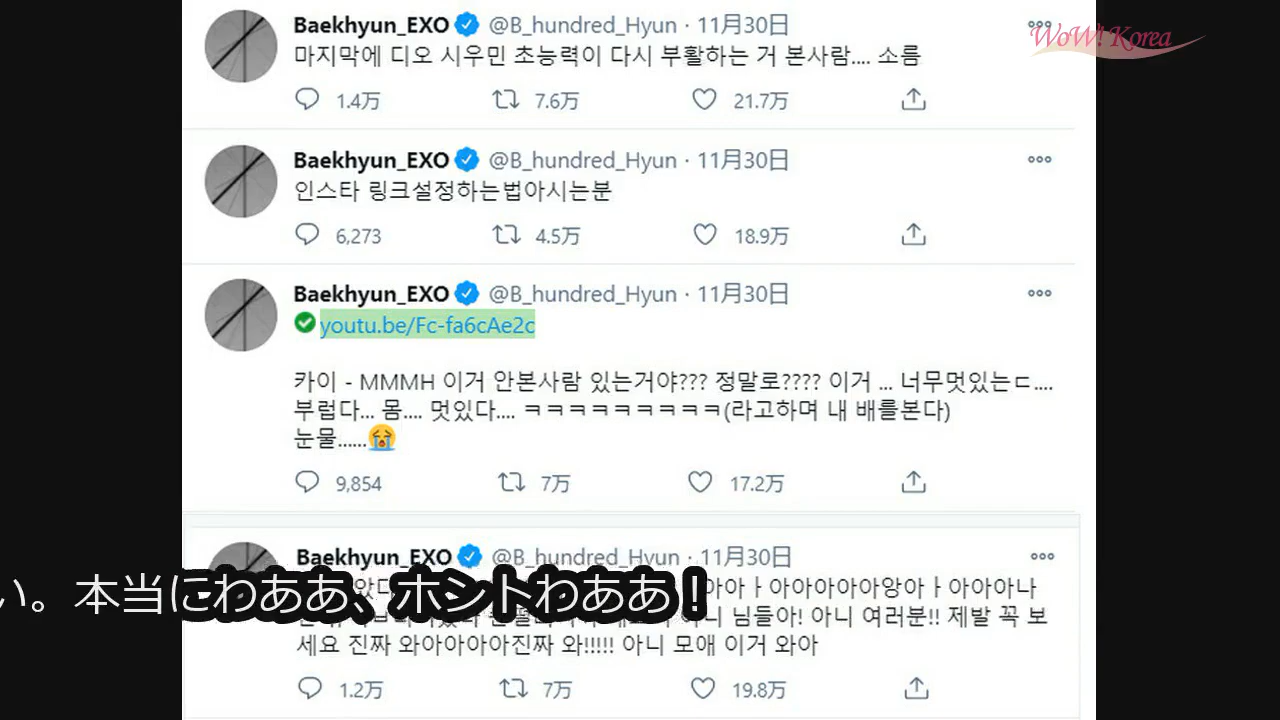 WoW! Korea
Baekhyun_EXO @B_hundred_Hyun · 11月30日
마지막에 디오 시우민 초능력이 다시 부활하는 거 본사람.... 소름
1.4万 7.6万 21.7万
Baekhyun_EXO @B_hundred_Hyun · 11月30日
인스타 링크설정하는법아시는분
6,273 4.5万 18.9万
Baekhyun_EXO @B_hundred_Hyun · 11月30日
youtu.be/Fc-fa6cAe2c
카이 - MMMH 이거 안본사람 있는거야??? 정말로???? 이거 ... 너무멋있는ㄷ....
부럽다... 몸.... 멋있다.... ㅋㅋㅋㅋㅋㅋㅋㅋㅋ(라고하며 내 배를본다)
눈물......😭
9,854 7万 17.2万
Baekhyun_EXO @B_hundred_Hyun · 11月30日
아아ㅏ아아아아아앙아ㅏ아아아나
い。本当にわああ、ホントわああ！
님들아! 아니 여러분!! 제발 꼭 보
세요 진짜 와아아아아진짜 와!!!!! 아니 모애 이거 와아
1.2万 7万 19.8万